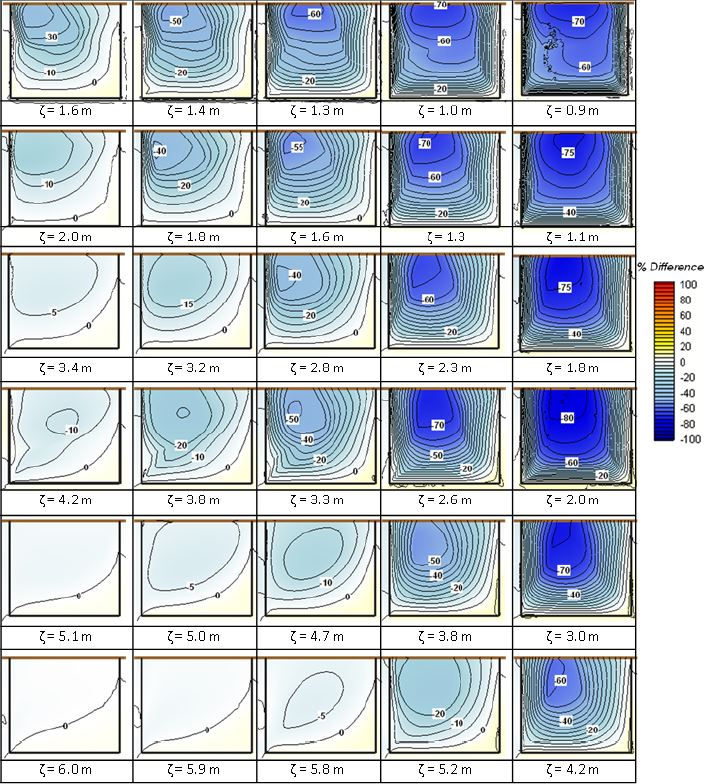 -30 -10 0 -50 -20 -60 -20 -70 -60 -20 -70 -60
ζ = 1.6 m ζ = 1.4 m ζ = 1.3 m ζ = 1.0 m ζ = 0.9 m
-10 0 -40 -20 0 -55 -20 0 -70 -60 -20 -75 -40
ζ = 2.0 m ζ = 1.8 m ζ = 1.6 m ζ = 1.3 ζ = 1.1 m
-5 0 -15 0 -40 -20 0 -60 20 -75 40
ζ = 3.4 m ζ = 3.2 m ζ = 2.8 m ζ = 2.3 m ζ = 1.8 m
% Difference
100
80
60
40
20
0
-20
-40
-60
-80
-100
-10 0 -20 -10 0 -50 -40 -20 0 -70 -50 -20 -80 -60 -20
ζ = 4.2 m ζ = 3.8 m ζ = 3.3 m ζ = 2.6 m ζ = 2.0 m
0 -5 0 -10 0 -50 -40 -20 -70 -40
ζ = 5.1 m ζ = 5.0 m ζ = 4.7 m ζ = 3.8 m ζ = 3.0 m
0 0 -5 0 -20 -10 0 -60 -40 20
ζ = 6.0 m ζ = 5.9 m ζ = 5.8 m ζ = 5.2 m ζ = 4.2 m